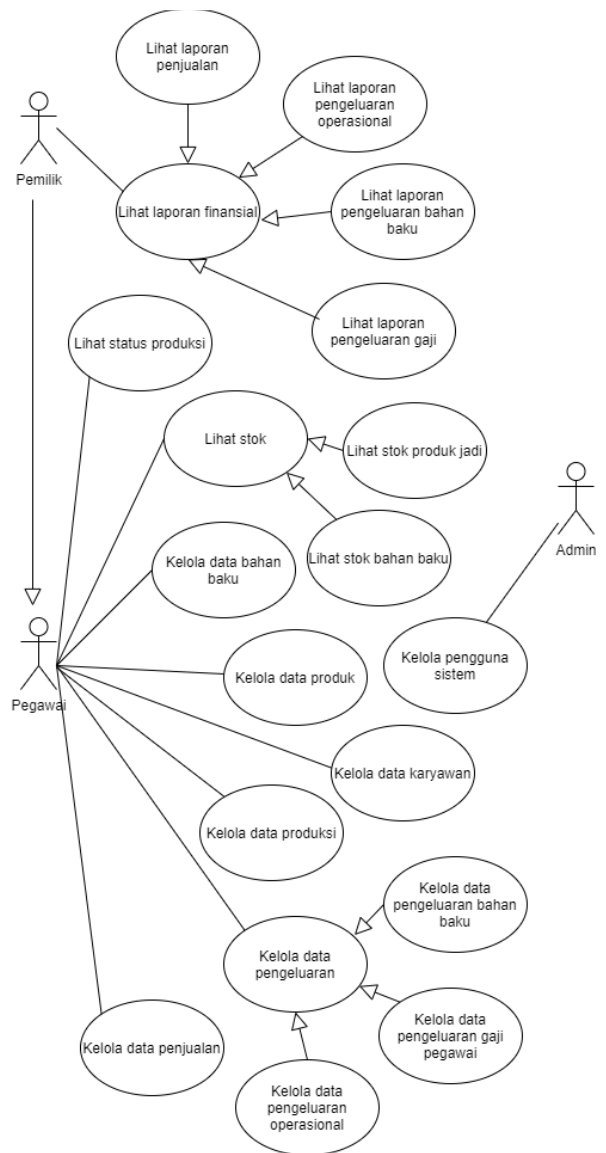 Lihat laporan
penjualan
Lihat laporan
pengeluaran
operasional
Pemilik
Lihat laporan finansial
Lihat laporan
pengeluaran bahan
baku
Lihat laporan
pengeluaran gaji
Lihat status produksi
Lihat stok
Lihat stok produk jadi
Admin
Kelola data bahan
baku
Lihat stok bahan baku
Pegawai
Kelola data produk
Kelola pengguna
sistem
Kelola data karyawan
Kelola data produksi
Kelola data
pengeluaran bahan
baku
Kelola data
pengeluaran
Kelola data
pengeluaran gaji
pegawai
Kelola data penjualan
Kelola data
pengeluaran
operasional